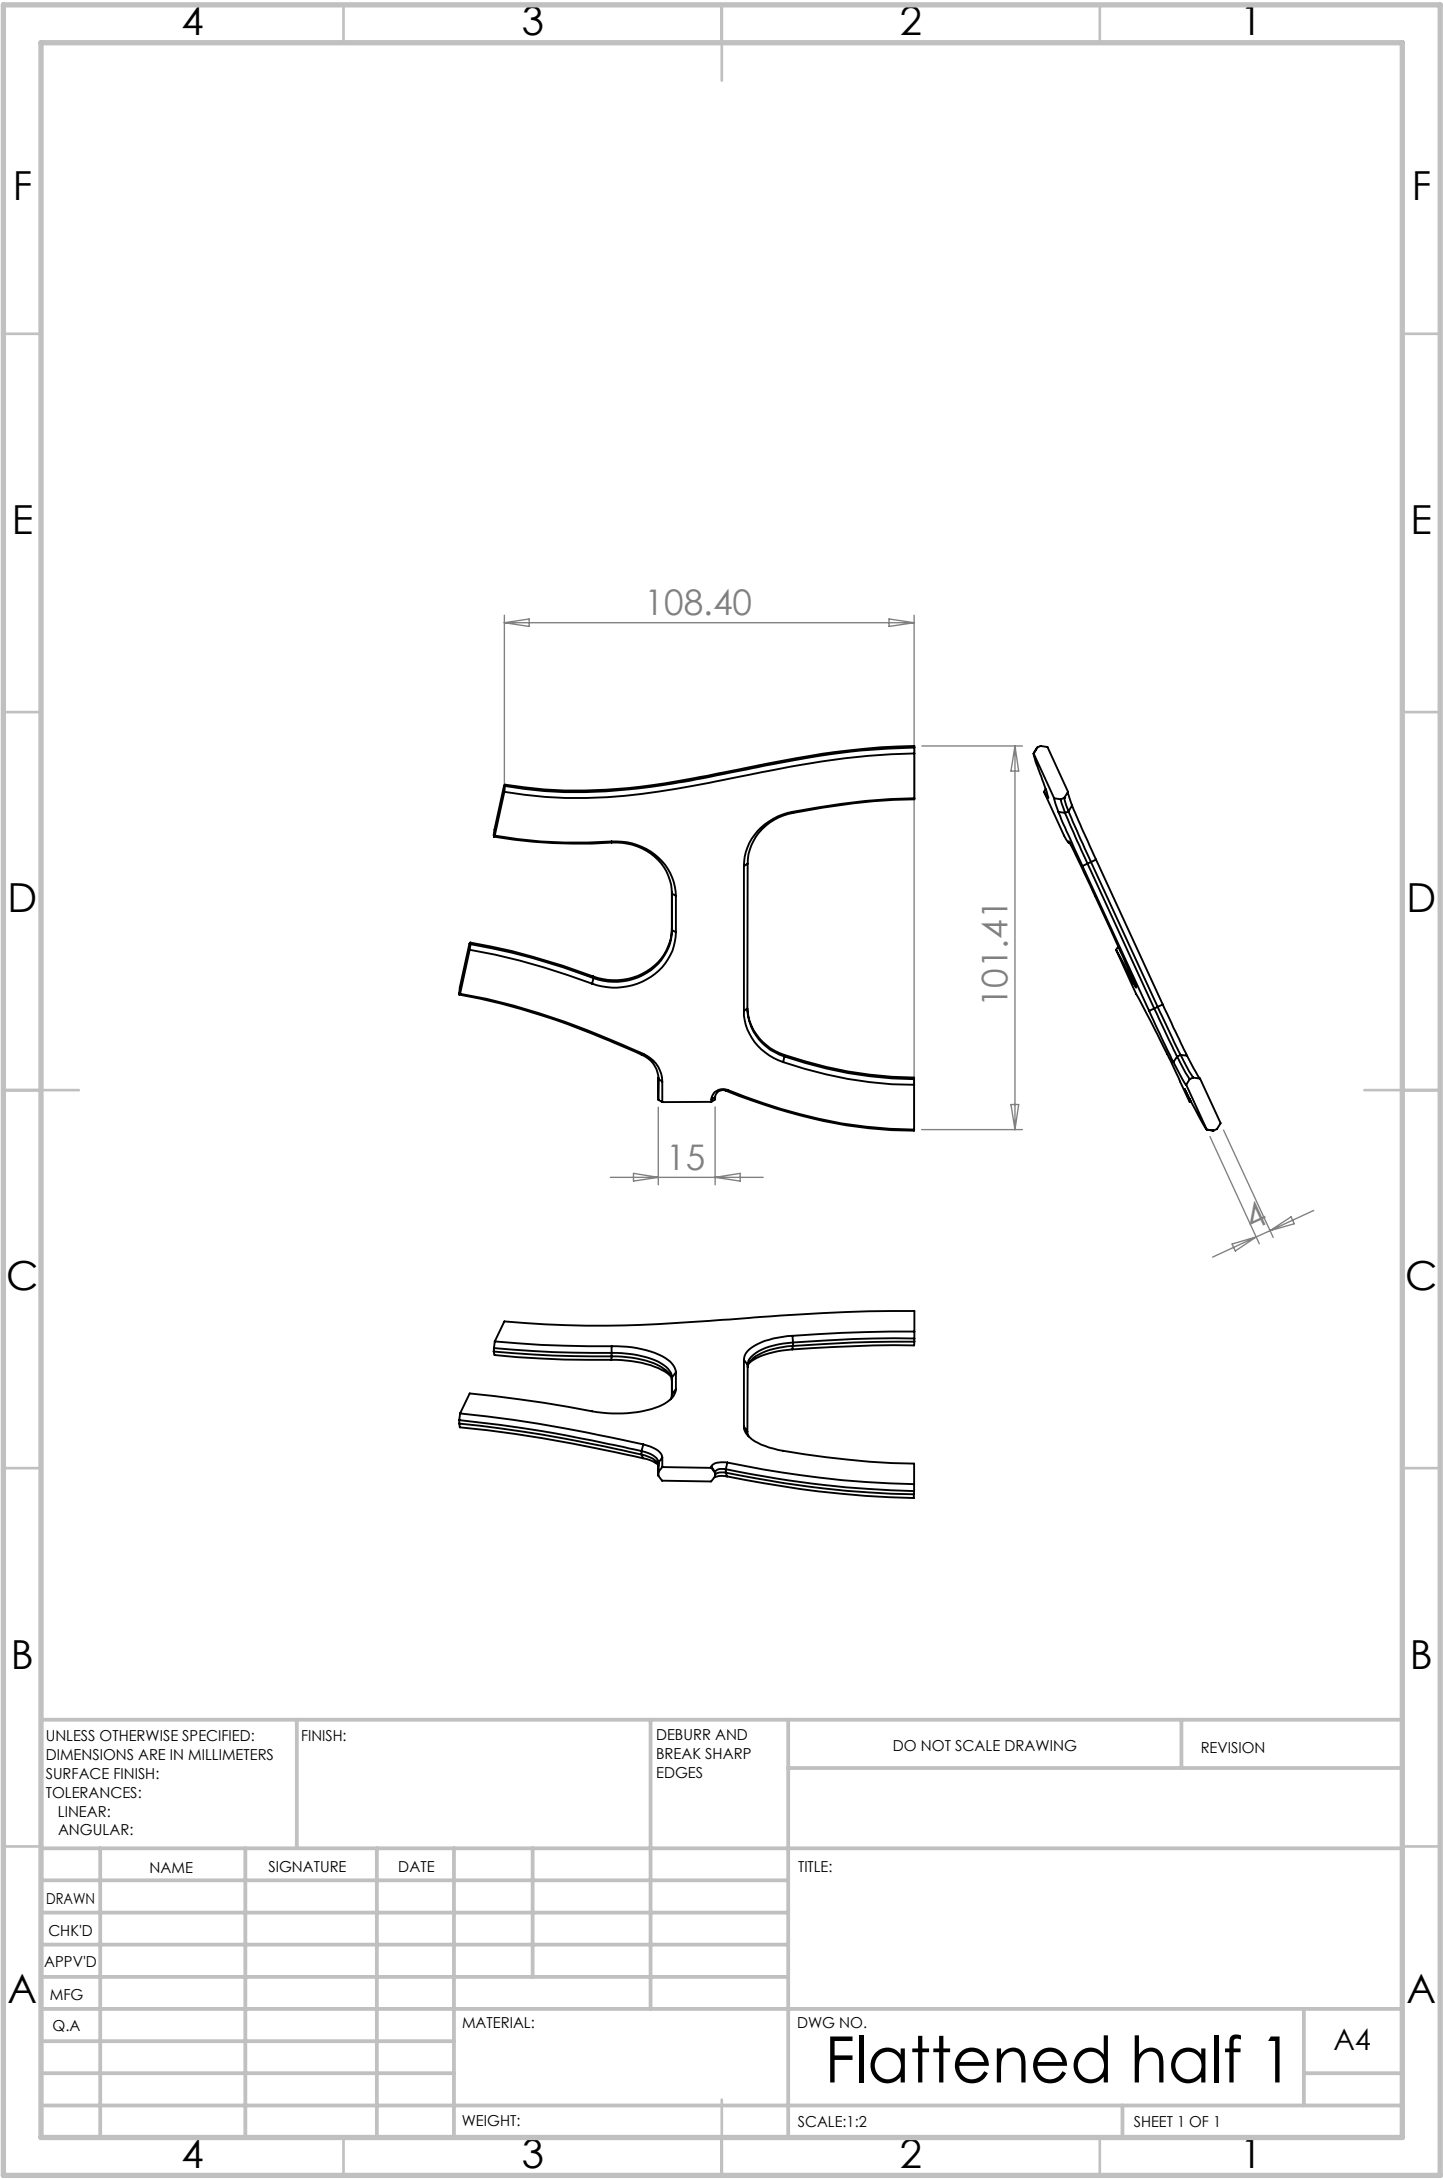 4 3 2 1
F F
E E
108.40
D D
101.41
15
4
C C
B B
UNLESS OTHERWISE SPECIFIED:
DIMENSIONS ARE IN MILLIMETERS
SURFACE FINISH:
TOLERANCES:
LINEAR:
ANGULAR:
FINISH:
DEBURR AND
BREAK SHARP
EDGES
DO NOT SCALE DRAWING
REVISION
NAME SIGNATURE DATE
TITLE:
DRAWN
CHK'D
APPV'D
A A
MFG
Q.A
MATERIAL:
DWG NO.
Flattened half 1
A4
WEIGHT:
SCALE:1:2
SHEET 1 OF 1
4 3 2 1